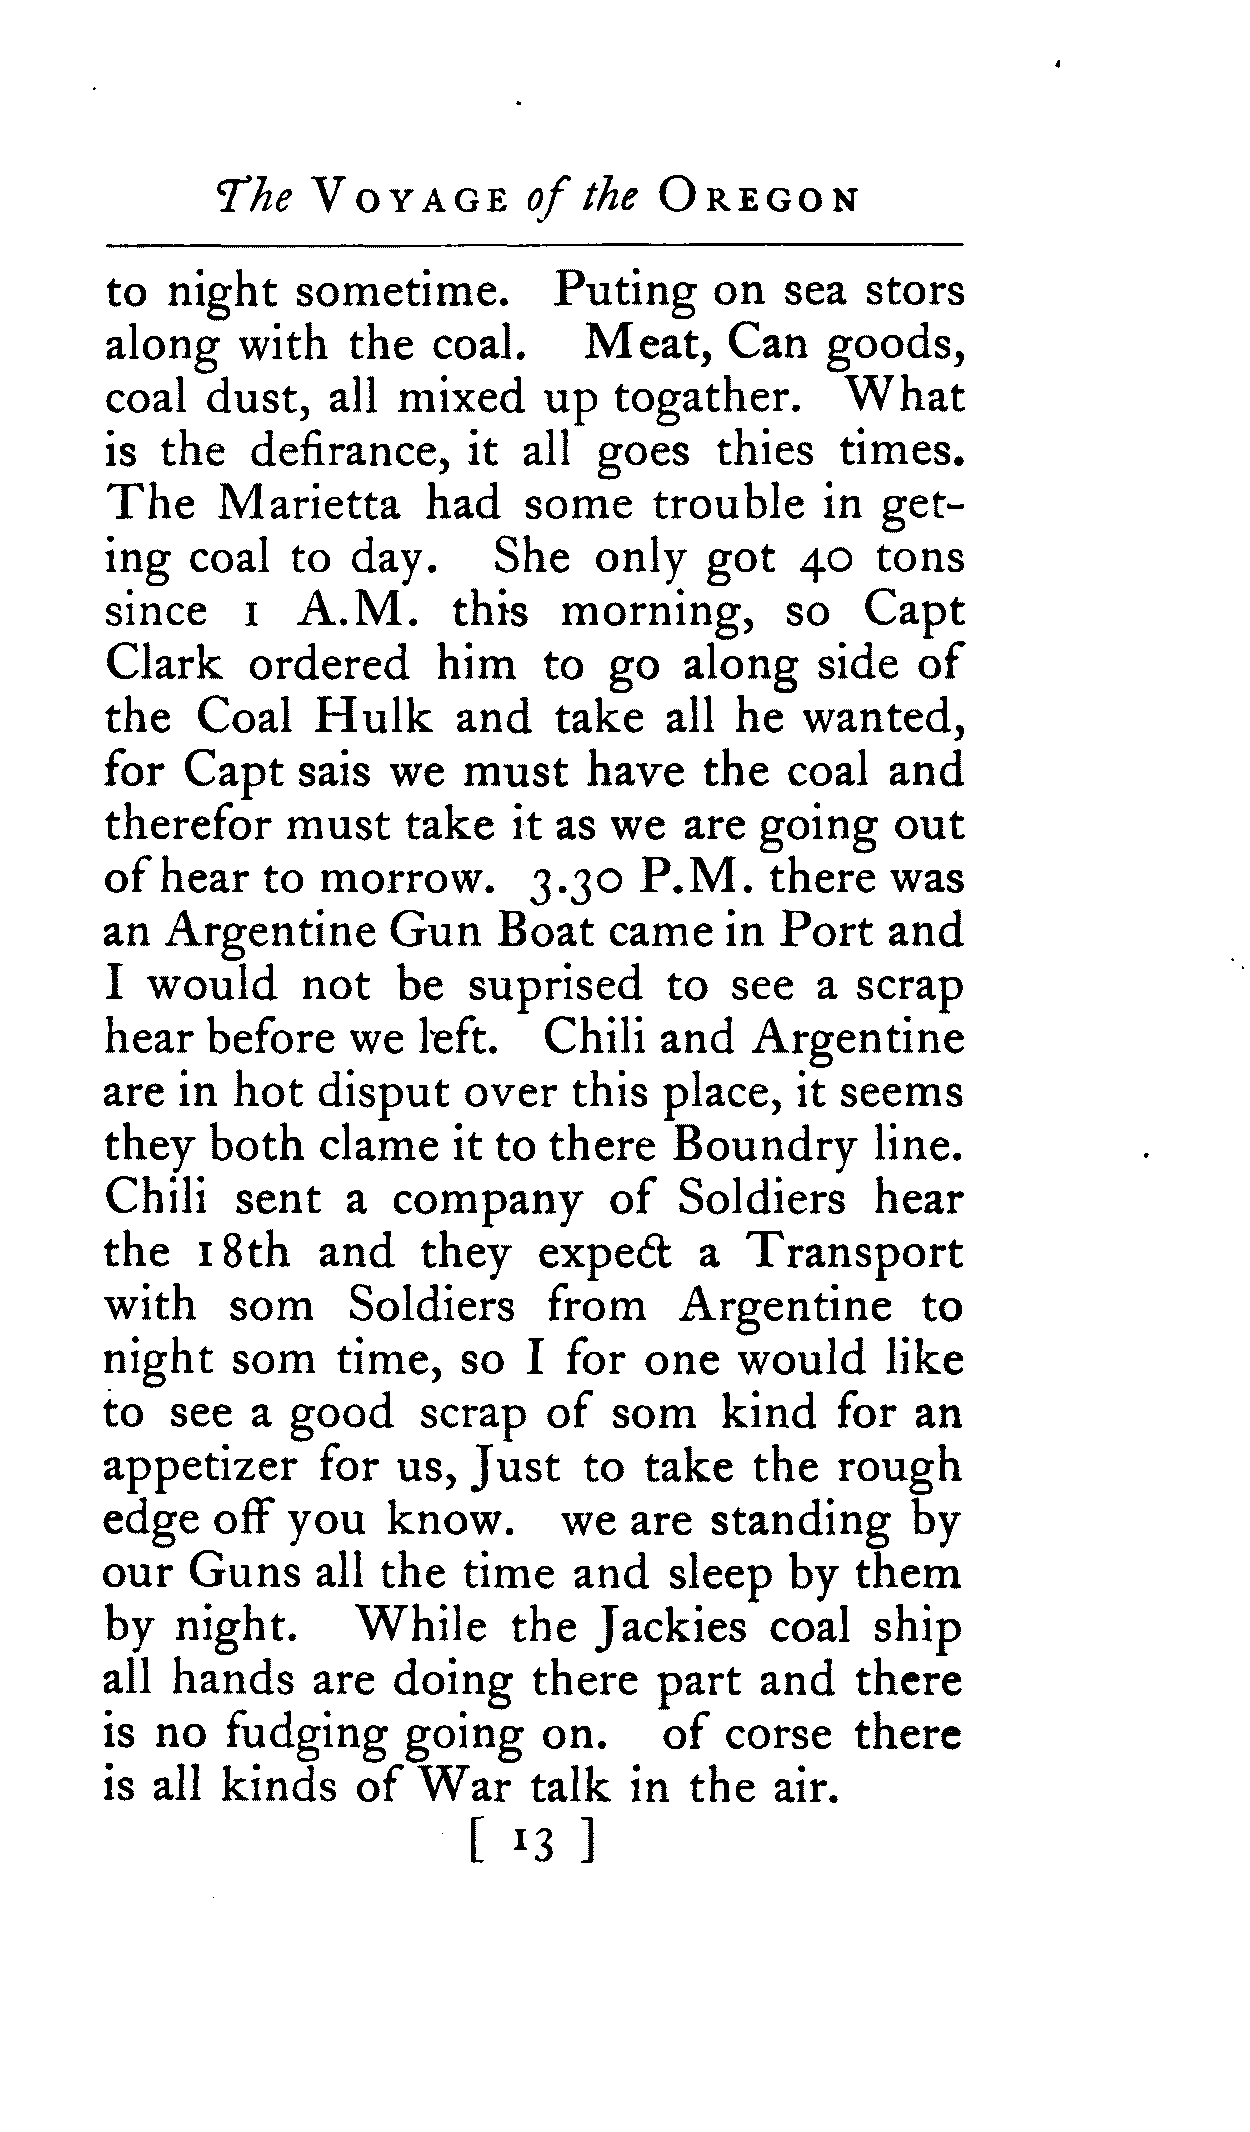 The VOYAGE of the OREGON
to night sometime. Puting on sea stors
along with the coal. Meat, Can goods,
coal dust, all mixed up togather. What
is the defirance, it all goes thies times.
The Marietta had some trouble in get-
ing coal to day. She only got 40 tons
since 1 A.M. this morning, so Capt
Clark ordered him to go along side of
the Coal Hulk and take all he wanted,
for Capt sais we must have the coal and
therefor must take it as we are going out
of hear to morrow. 3.30 P.M. there was
an Argentine Gun Boat came in Port and
I would not be suprised to see a scrap
hear before we left. Chili and Argentine
are in hot disput over this place, it seems
they both clame it to there Boundry line.
Chili sent a company of Soldiers hear
the 18th and they expect a Transport
with som Soldiers from Argentine to
night som time, so I for one would like
to see a good scrap of som kind for an
appetizer for us, Just to take the rough
edge off you know. we are standing by
our Guns all the time and sleep by them
by night. While the Jackies coal ship
all hands are doing there part and there
is no fudging going on. of corse there
is all kinds of War talk in the air.
[ 13 ]